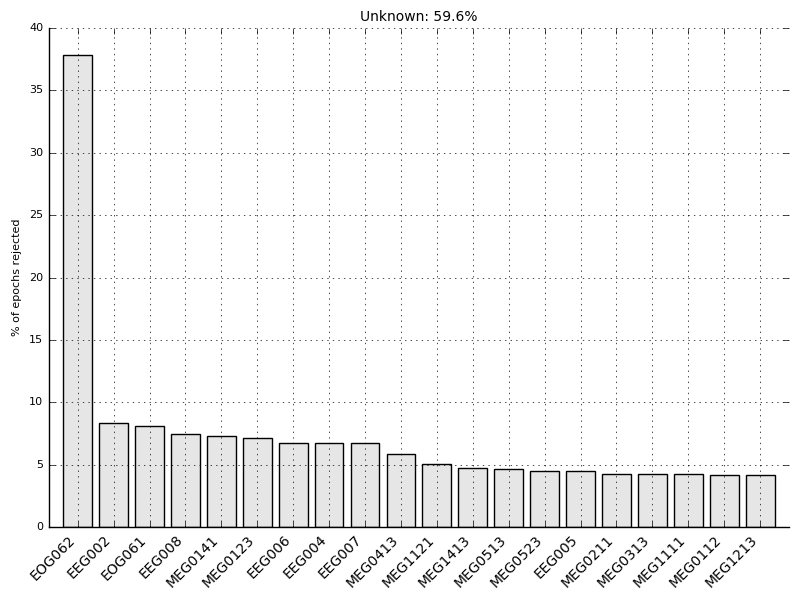 Unknown: 59.6%
40
35
30
25
20
15
10
5
0
% of epochs rejected
EOG062
EEG002
EOG061
EEG008
MEG0141
MEG0123
EEG006
EEG004
EEG007
MEG0413
MEG1121
MEG1413
MEG0513
MEG0523
EEG005
MEG0211
MEG0313
MEG1111
MEG0112
MEG1213